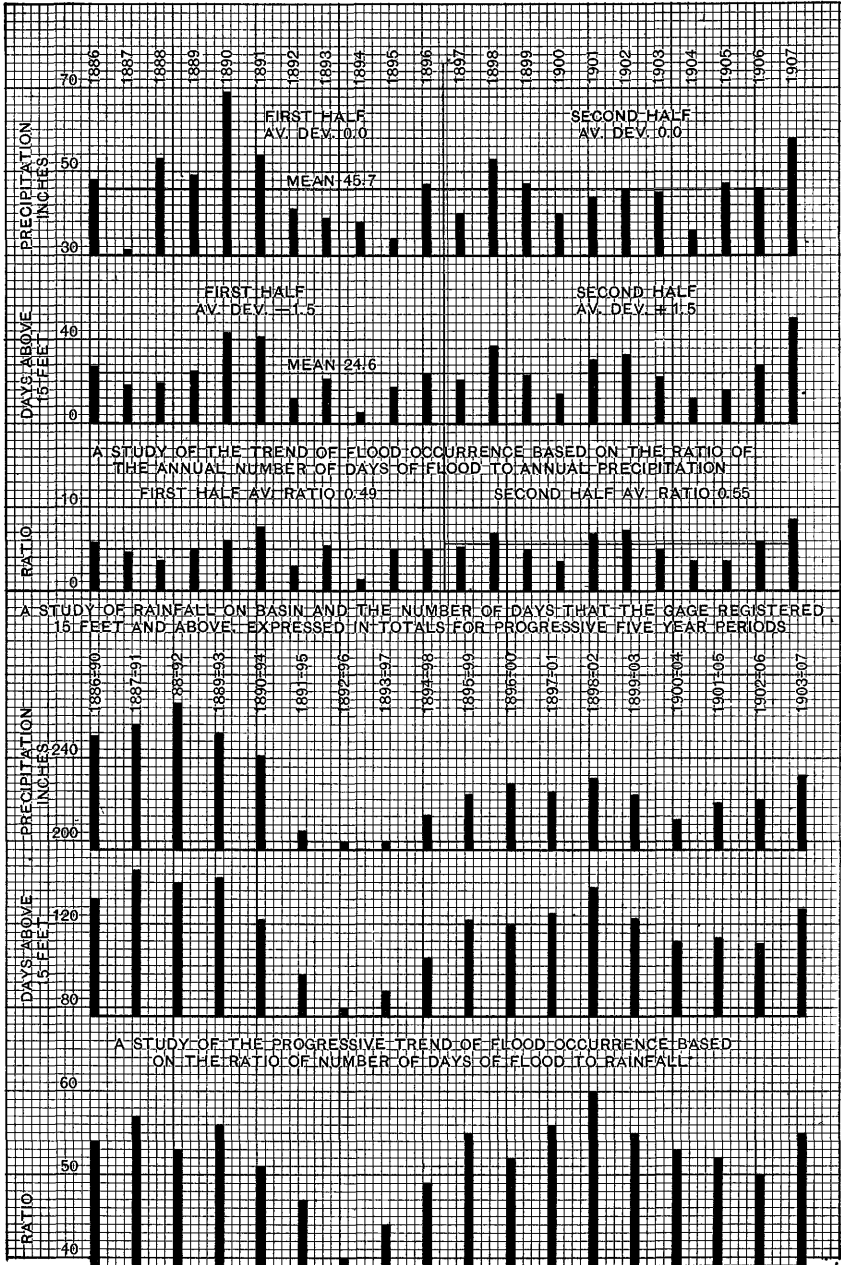 1886 1887 1888 1889 1890 1891 1892 1893 1894 1895 1896 1897 1898 1899 1900 1901 1902 1903 1904 1905 1906 1907
PRECIPITATION
INCHES
70
50
30
FIRST HALF
AV. DEV. 0.0
SECOND HALF
AV. DEV. 0.0
MEAN 45.7
DAYS ABOVE
15 FEET
40
0
FIRST HALF
AV. DEV. –1.5
SECOND HALF
AV. DEV. +1.5
MEAN 24.6
A STUDY OF THE TREND OF FLOOD OCCURRENCE BASED ON THE RATIO OF
THE ANNUAL NUMBER OF DAYS OF FLOOD TO ANNUAL PRECIPITATION
FIRST HALF AV. RATIO 0.49
SECOND HALF AV. RATIO 0.55
RATIO
10
0
A STUDY OF RAINFALL ON BASIN AND THE NUMBER OF DAYS THAT THE GAGE REGISTERED
15 FEET AND ABOVE, EXPRESSED IN TOTALS FOR PROGRESSIVE FIVE YEAR PERIODS
1886-90 1887-91 1888-92 1889-93 1890-94 1891-95 1892-96 1893-97 1894-98 1895-99 1896-00 1897-01 1898-02 1899-03 1900-04 1901-05 1902-06 1903-07
PRECIPITATION
INCHES
240
200
DAYS ABOVE
15 FEET
120
80
A STUDY OF THE PROGRESSIVE TREND OF FLOOD OCCURRENCE BASED
ON THE RATIO OF NUMBER OF DAYS OF FLOOD TO RAINFALL
RATIO
60
50
40